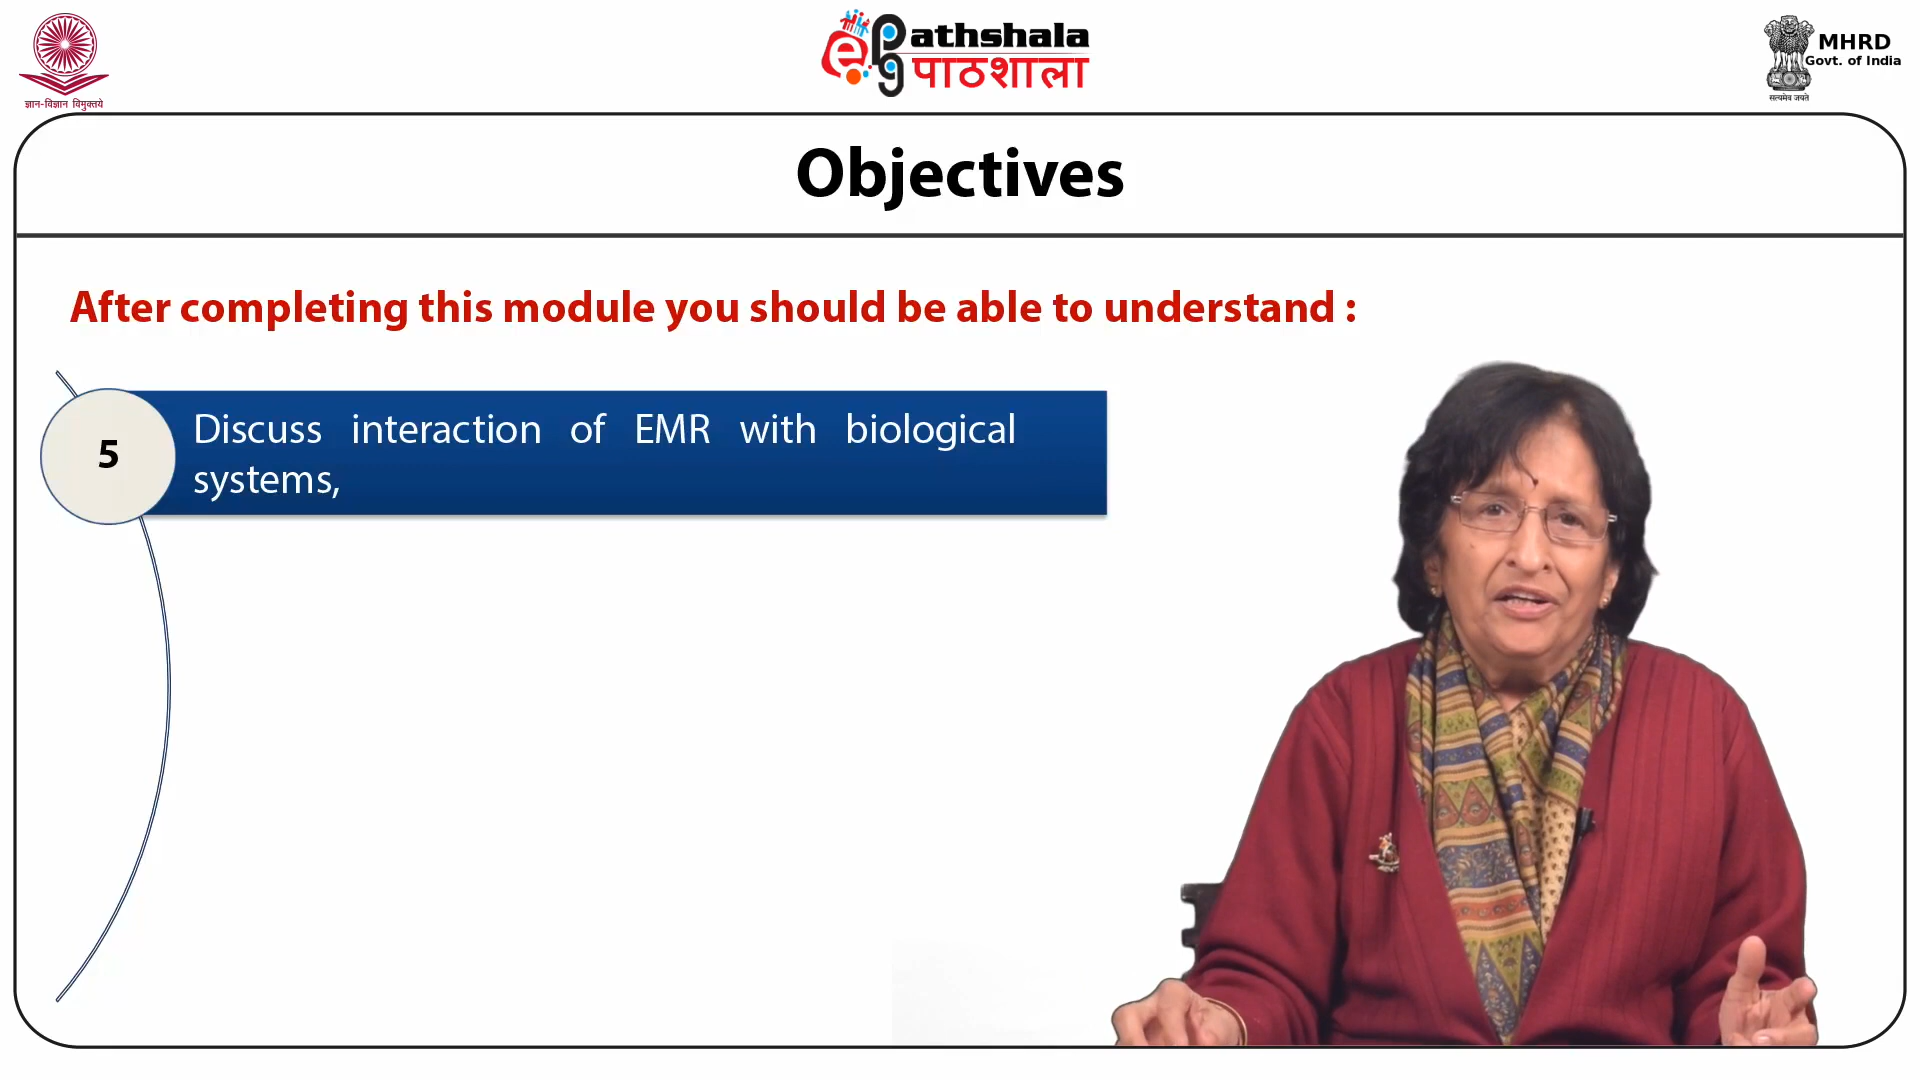 ज्ञान-विज्ञान विमुक्तये
ePathshala
पाठशाला
MHRD
Govt. of India
सत्यमेव जयते
Objectives
After completing this module you should be able to understand :
5
Discuss interaction of EMR with biological
systems,